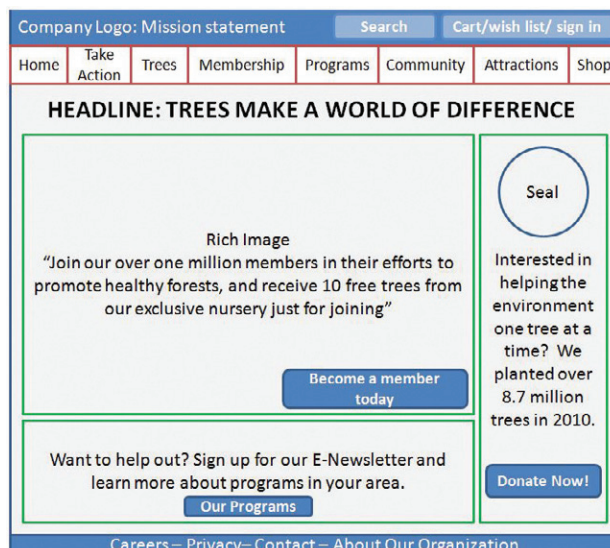 Company Logo: Mission statement
Search
Cart/wish list/ sign in
Home
Take
Action
Trees
Membership
Programs
Community
Attractions
Shop
HEADLINE: TREES MAKE A WORLD OF DIFFERENCE
Rich Image
“Join our over one million members in their efforts to
promote healthy forests, and receive 10 free trees from
our exclusive nursery just for joining”
Become a member
today
Seal
Interested in
helping the
environment
one tree at a
time? We
planted over
8.7 million
trees in 2010.
Donate Now!
Want to help out? Sign up for our E-Newsletter and
learn more about programs in your area.
Our Programs
Careers – Privacy– Contact – About Our Organization